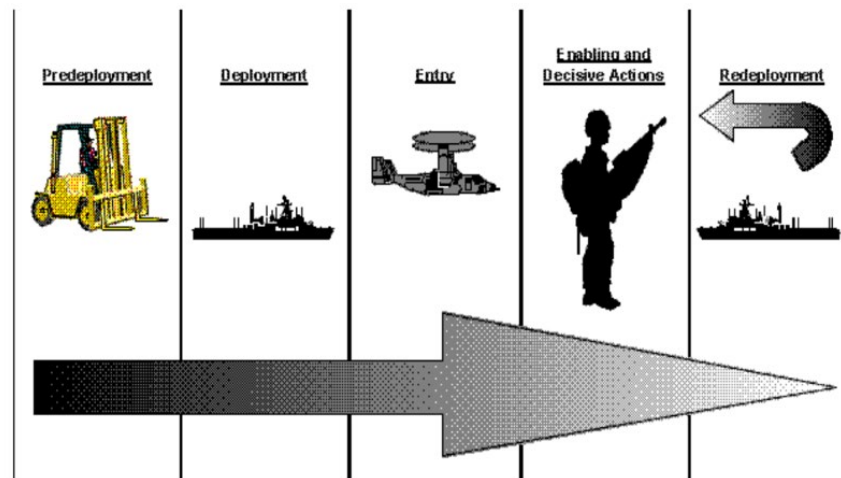 Predeployment
Deployment
Entry
Enabling and
Decisive Actions
Redeployment